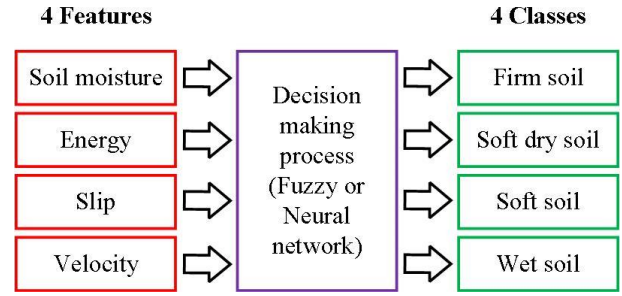 4 Features
4 Classes
Soil moisture
Energy
Slip
Velocity
Decision
making
process
(Fuzzy or
Neural
network)
Firm soil
Soft dry soil
Soft soil
Wet soil